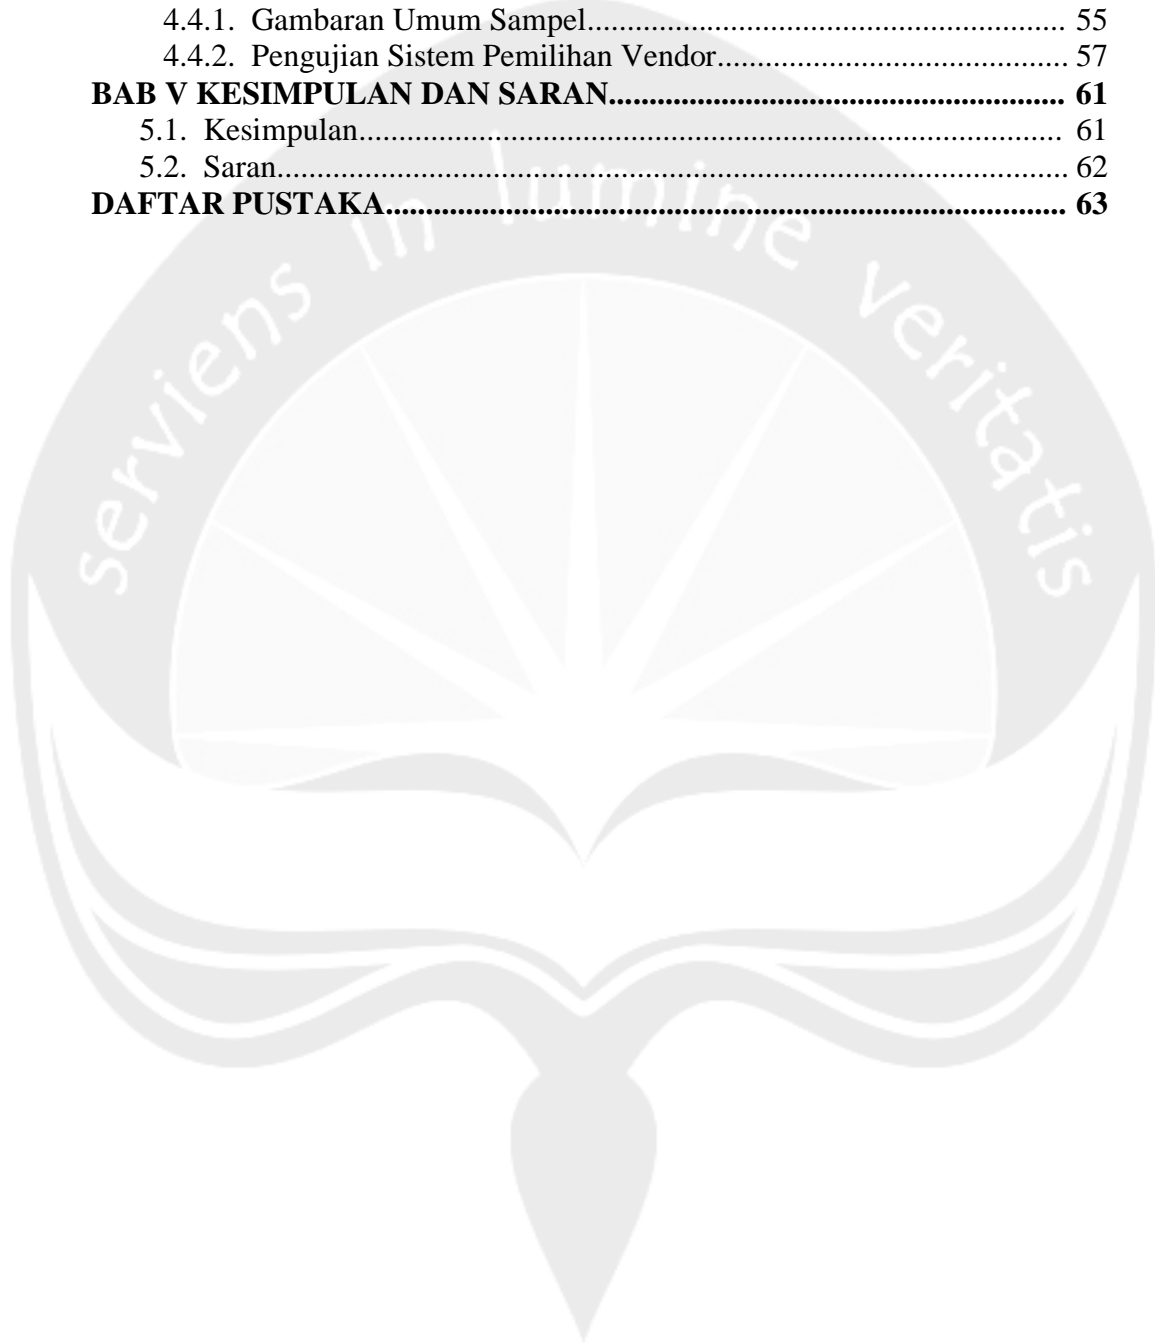 4.4.1. Gambaran Umum Sampel.......................................................................... 55
4.4.2. Pengujian Sistem Pemilihan Vendor...................................................... 57
BAB V KESIMPULAN DAN SARAN.................................................................. 61
5.1. Kesimpulan....................................................................................................... 61
5.2. Saran.................................................................................................................... 62
DAFTAR PUSTAKA.................................................................................................. 63
serviens in lumine veritatis